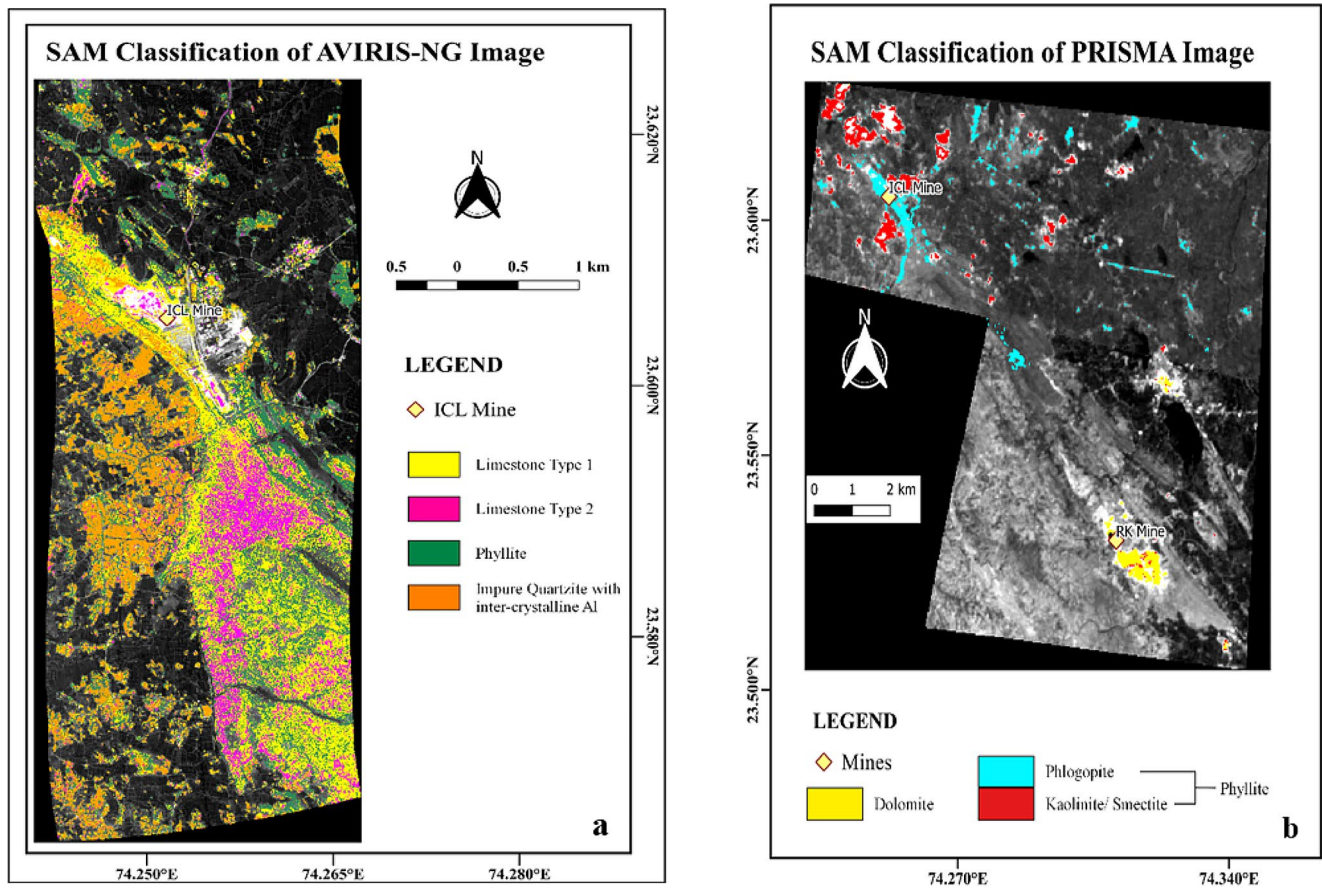 SAM Classification of AVIRIS-NG Image
ICL Mine
N
0.5 0 0.5 1 km
LEGEND
ICL Mine
Limestone Type 1
Limestone Type 2
Phyllite
Impure Quartzite with
inter-crystalline Al
23.620°N
23.600°N
23.580°N
74.250°E 74.265°E 74.280°E
a
SAM Classification of PRISMA Image
ICL Mine
RK Mine
N
0 1 2 km
23.600°N
23.550°N
23.500°N
LEGEND
Mines
Dolomite
Phlogopite
Kaolinite/ Smectite
Phyllite
b
74.270°E 74.340°E